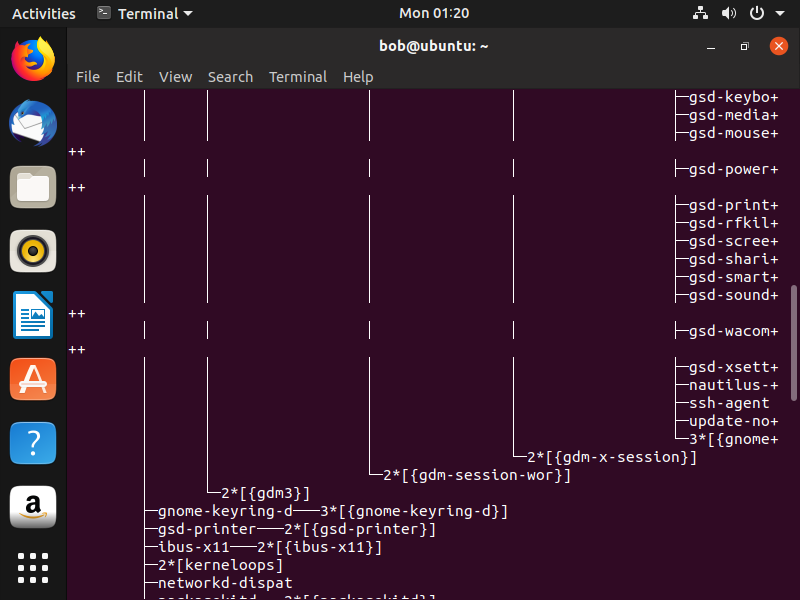 Activities Terminal Mon 01:20
bob@ubuntu: ~
File Edit View Search Terminal Help
├─gsd-keybo+
├─gsd-media+
├─gsd-mouse+
++
├─gsd-power+
++
├─gsd-print+
├─gsd-rfkil+
├─gsd-scree+
├─gsd-shari+
├─gsd-smart+
├─gsd-sound+
++
├─gsd-wacom+
++
├─gsd-xsett+
├─nautilus-+
├─ssh-agent
├─update-no+
└─3*[{gnome+
└─2*[{gdm-x-session}]
└─2*[{gdm-session-wor}]
└─2*[{gdm3}]
├─gnome-keyring-d───3*[{gnome-keyring-d}]
├─gsd-printer───2*[{gsd-printer}]
├─ibus-x11───2*[{ibus-x11}]
├─2*[kerneloops]
├─networkd-dispat